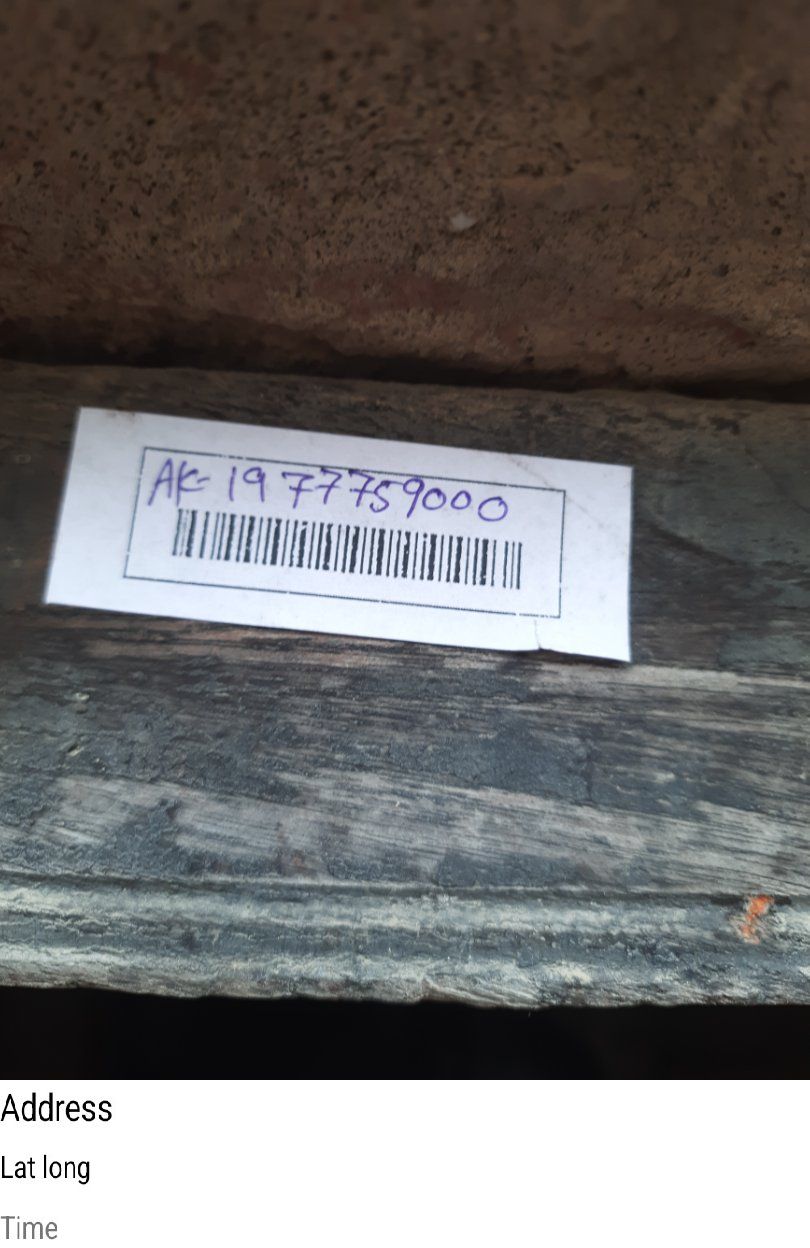 AK-1977759000
Address
Lat long
Time